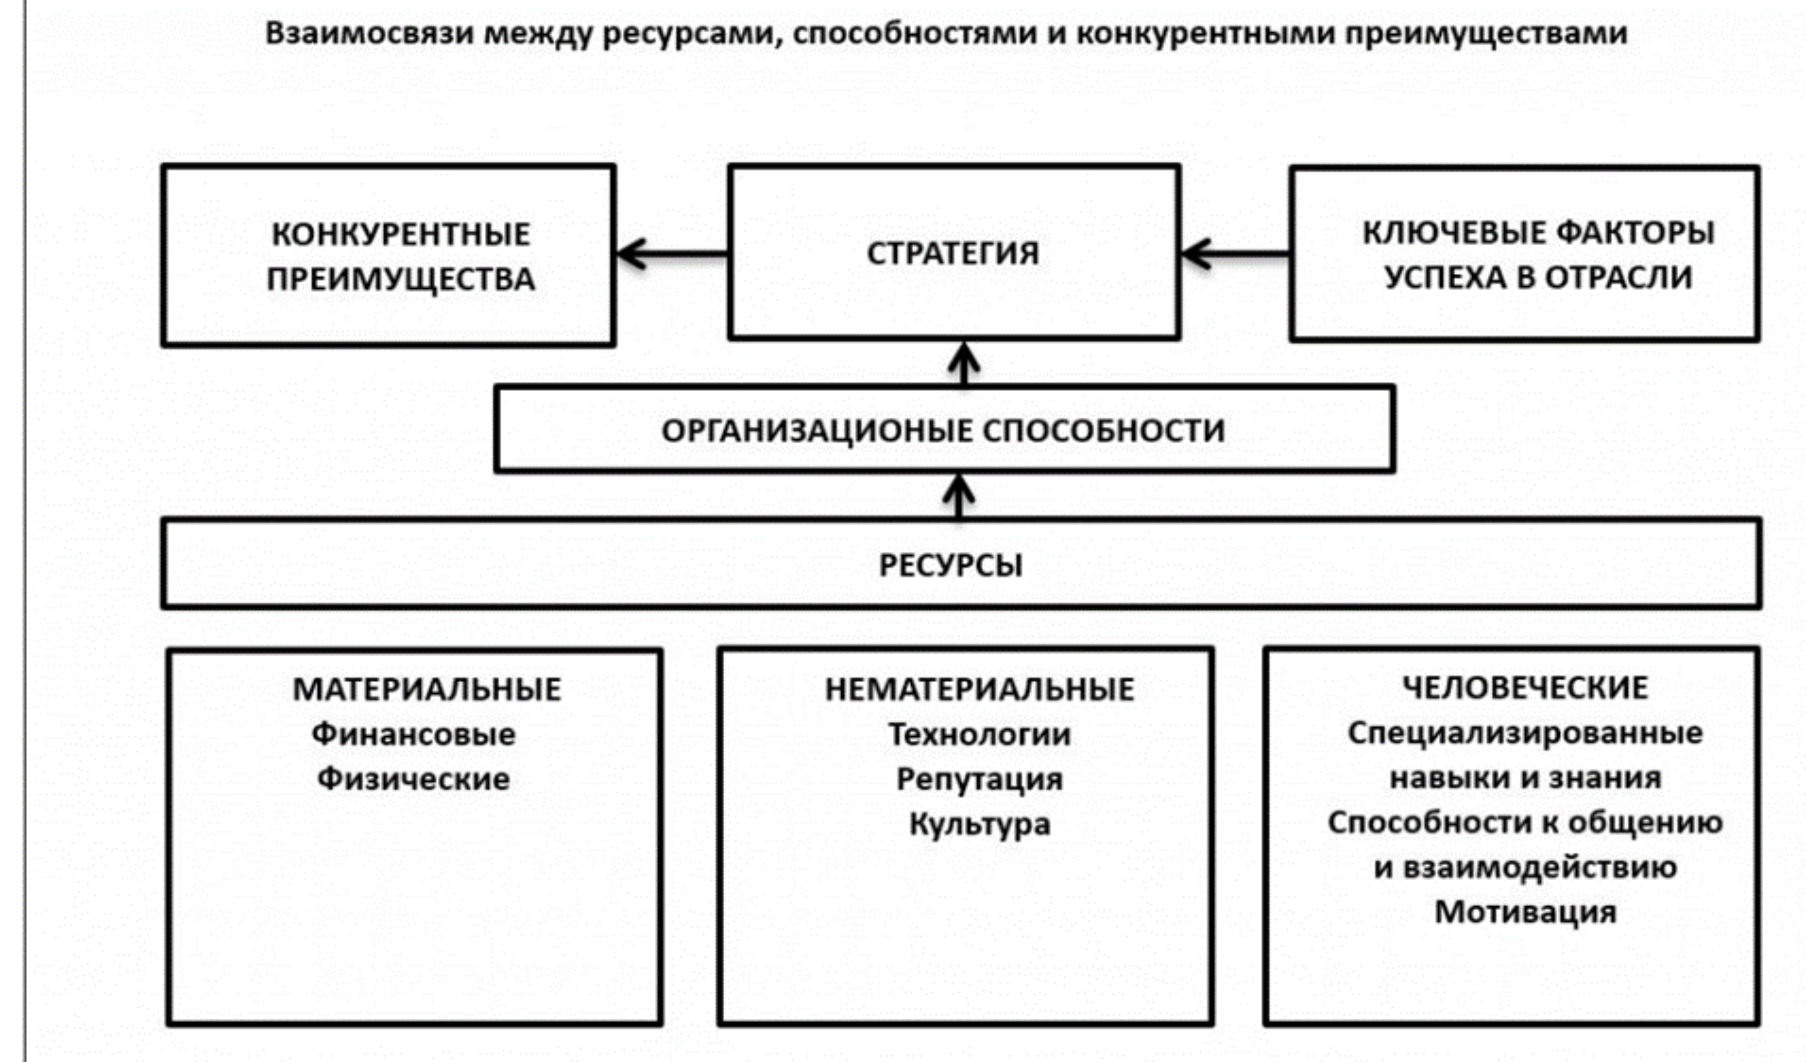 Взаимосвязи между ресурсами, способностями и конкурентными преимуществами
КОНКУРЕНТНЫЕ
ПРЕИМУЩЕСТВА
СТРАТЕГИЯ
КЛЮЧЕВЫЕ ФАКТОРЫ
УСПЕХА В ОТРАСЛИ
ОРГАНИЗАЦИОНЫЕ СПОСОБНОСТИ
РЕСУРСЫ
МАТЕРИАЛЬНЫЕ
Финансовые
Физические
НЕМАТЕРИАЛЬНЫЕ
Технологии
Репутация
Культура
ЧЕЛОВЕЧЕСКИЕ
Специализированные
навыки и знания
Способности к общению
и взаимодействию
Мотивация